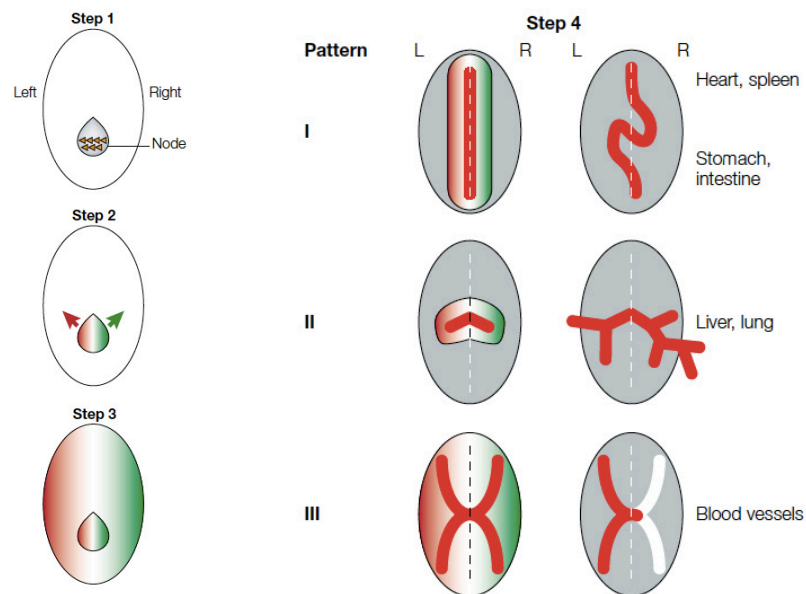 Step 1
Left
Right
Node
Step 2
Step 3
Step 4
Pattern
L
R
L
R
I
Heart, spleen
Stomach,
intestine
II
Liver, lung
III
Blood vessels